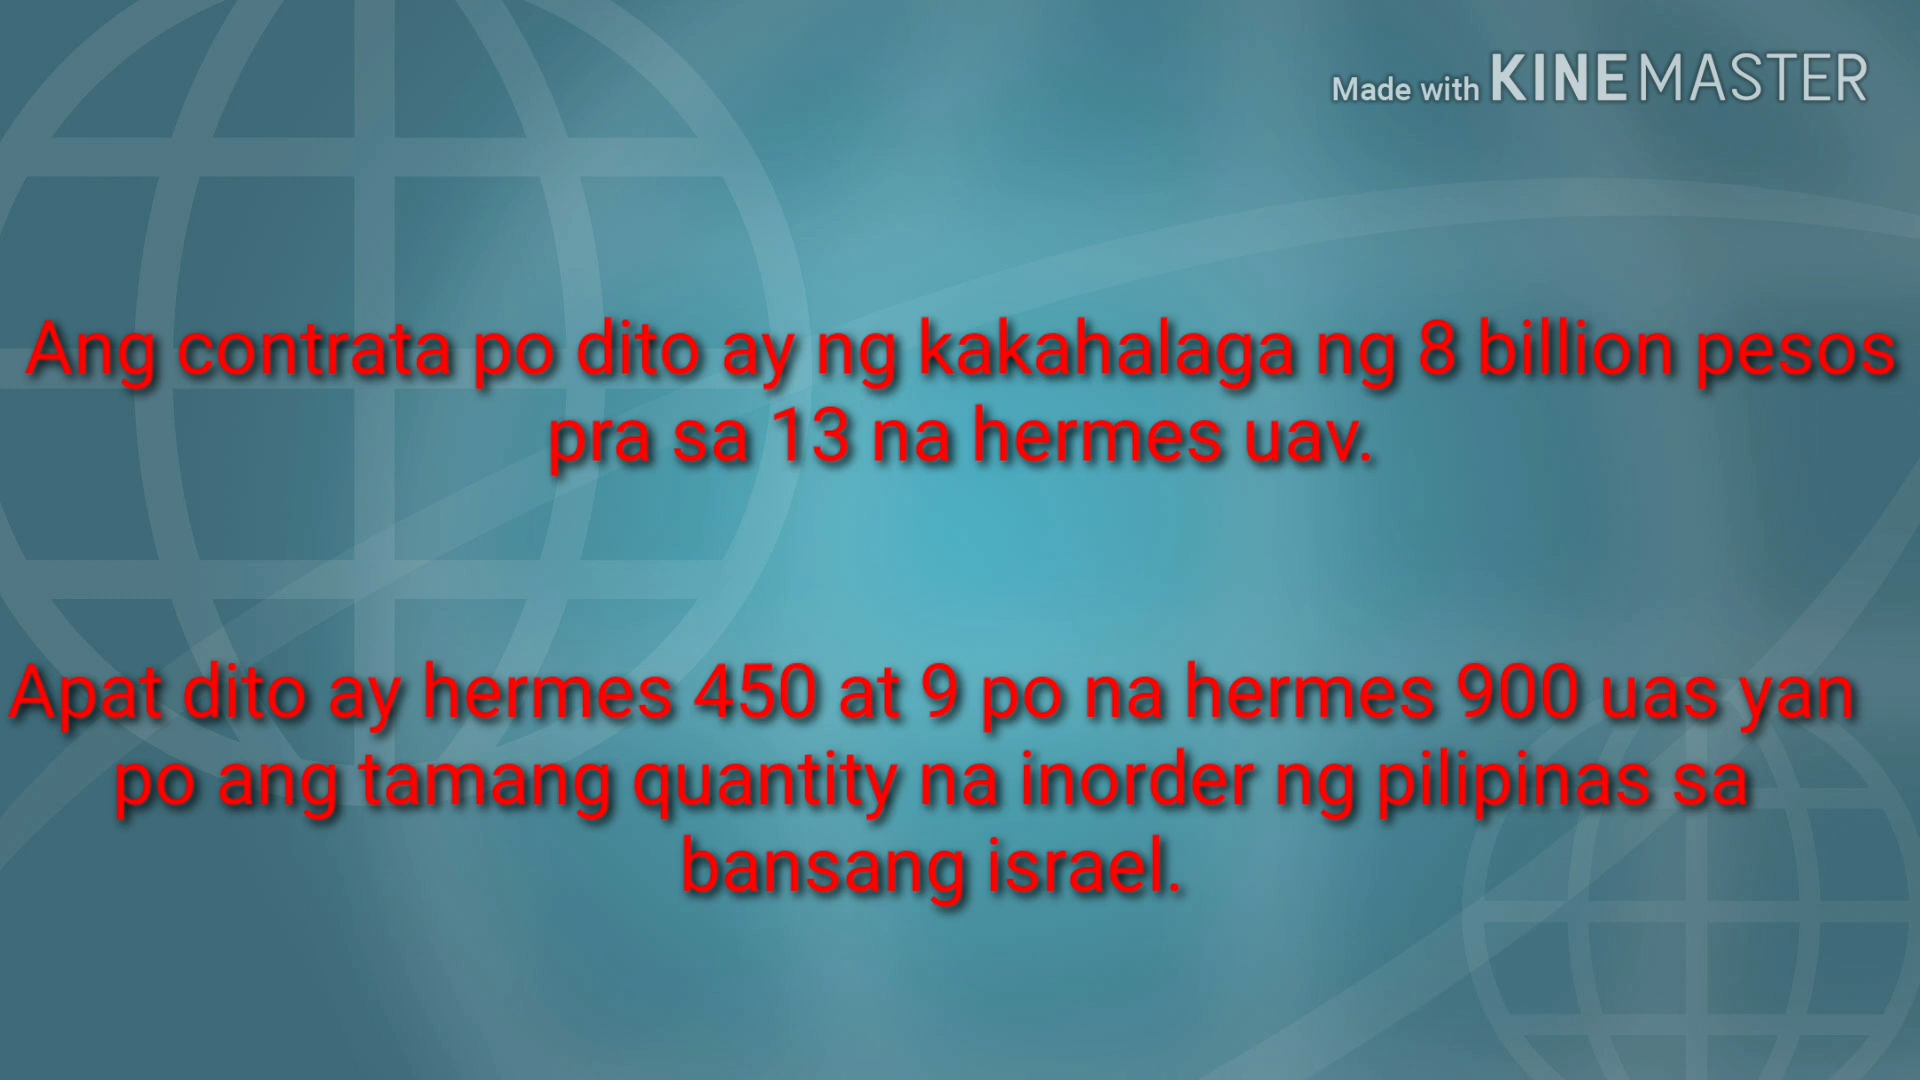 Made with KINEMASTER
Ang contrata po dito ay ng kakahalaga ng 8 billion pesos
pra sa 13 na hermes uav.
Apat dito ay hermes 450 at 9 po na hermes 900 uas yan
po ang tamang quantity na inorder ng pilipinas sa
bansang israel.